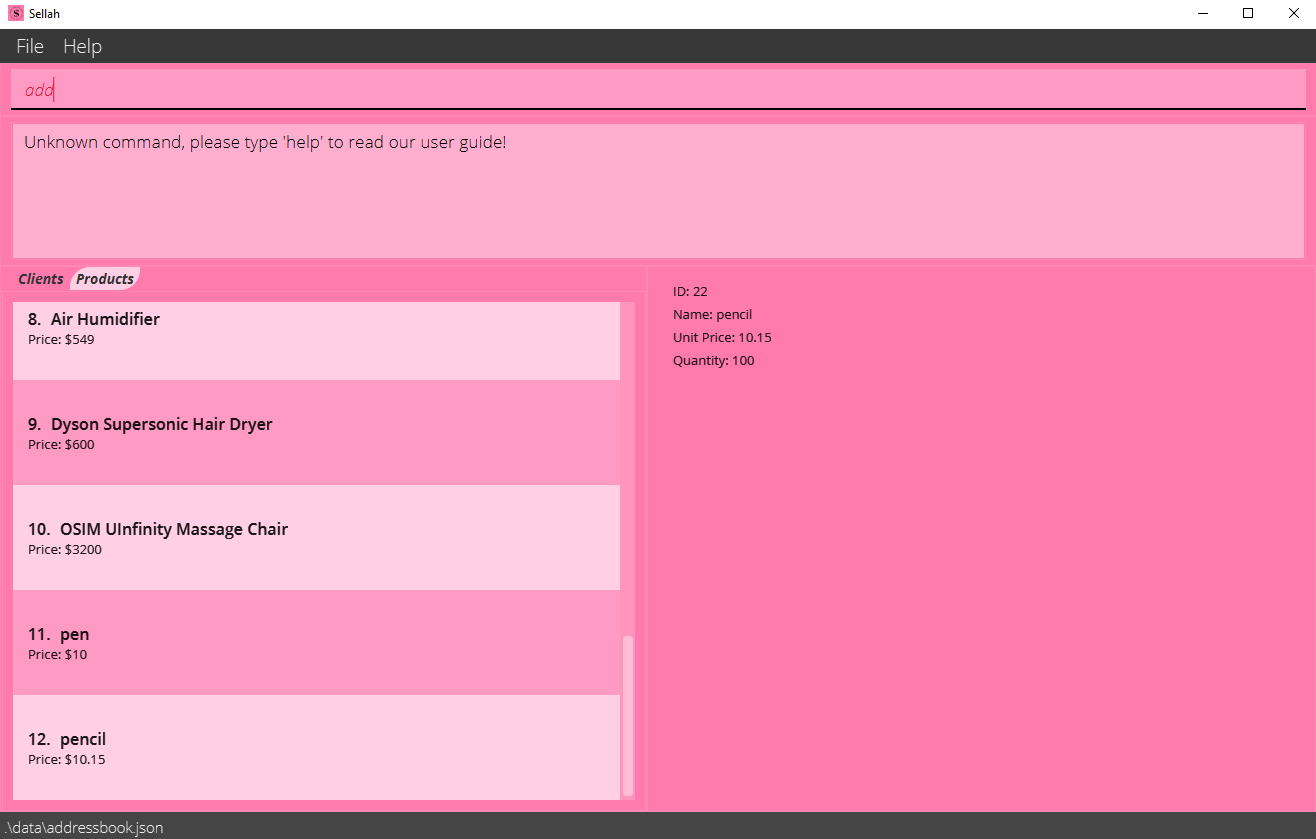 $ Sellah
File Help
add
Unknown command, please type 'help' to read our user guide!
Clients Products
8. Air Humidifier
Price: $549
9. Dyson Supersonic Hair Dryer
Price: $600
10. OSIM UInfinity Massage Chair
Price: $3200
11. pen
Price: $10
12. pencil
Price: $10.15
ID: 22
Name: pencil
Unit Price: 10.15
Quantity: 100
.\data\addressbook.json